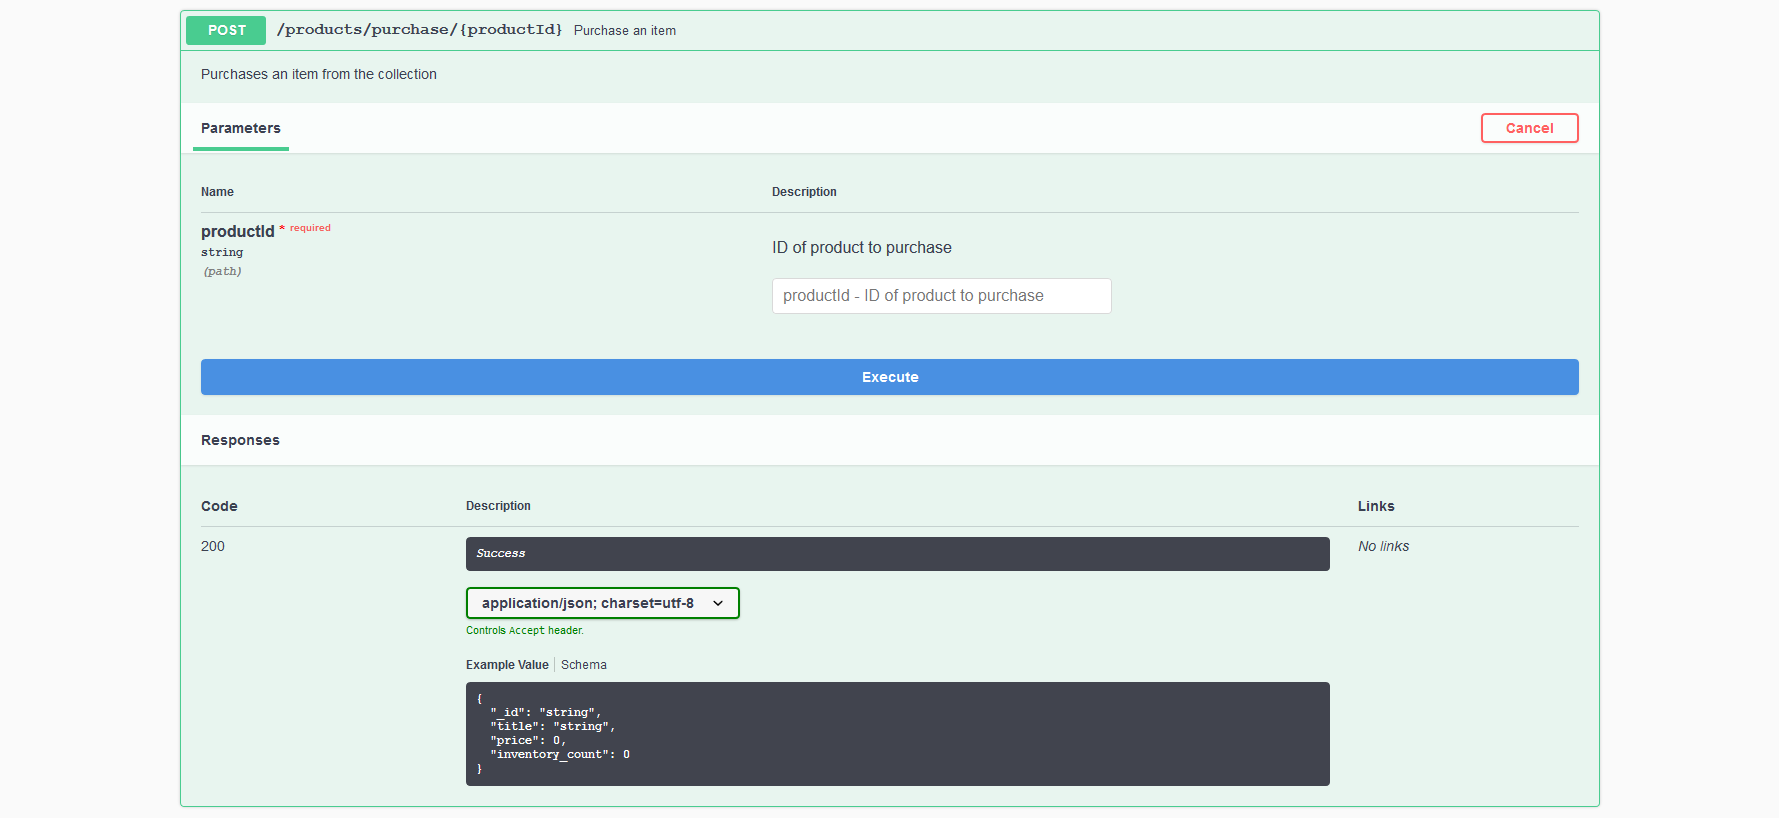 POST /products/purchase/{productId} Purchase an item
Purchases an item from the collection
Parameters Cancel
Name Description
productId * required
string
(path)
ID of product to purchase
productId - ID of product to purchase
Execute
Responses
Code Description Links
200 Success No links
application/json; charset=utf-8
Controls Accept header.
Example Value Schema
{
  "_id": "string",
  "title": "string",
  "price": 0,
  "inventory_count": 0
}